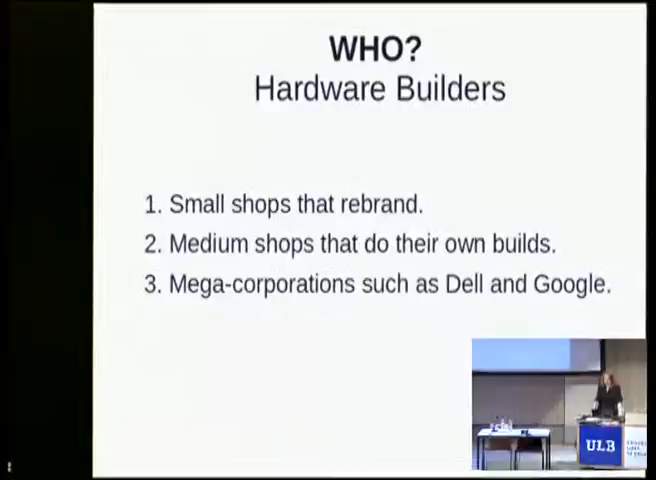 WHO?
Hardware Builders
1. Small shops that rebrand.
2. Medium shops that do their own builds.
3. Mega-corporations such as Dell and Google.
ULB